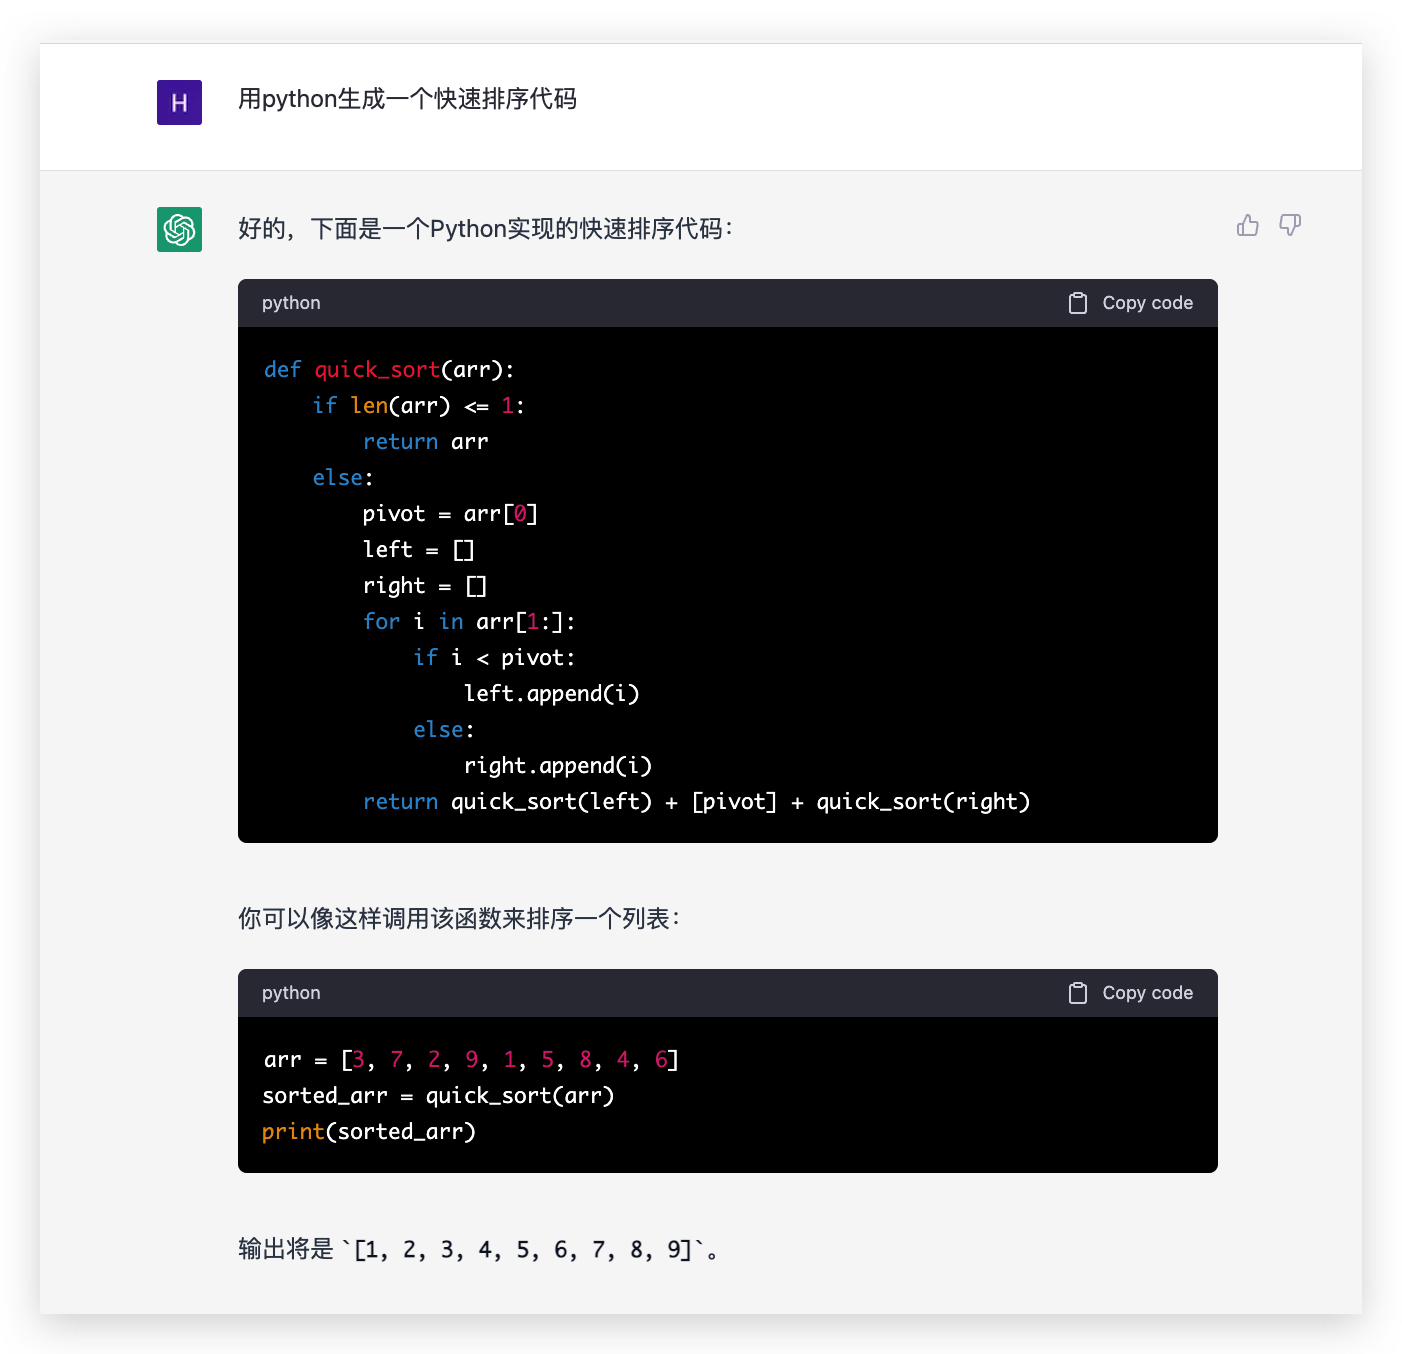 H
用python生成一个快速排序代码
好的，下面是一个Python实现的快速排序代码：
python
Copy code
def quick_sort(arr):
    if len(arr) <= 1:
        return arr
    else:
        pivot = arr[0]
        left = []
        right = []
        for i in arr[1:]:
            if i < pivot:
                left.append(i)
            else:
                right.append(i)
        return quick_sort(left) + [pivot] + quick_sort(right)
你可以像这样调用该函数来排序一个列表：
python
Copy code
arr = [3, 7, 2, 9, 1, 5, 8, 4, 6]
sorted_arr = quick_sort(arr)
print(sorted_arr)
输出将是 `[1, 2, 3, 4, 5, 6, 7, 8, 9]`。